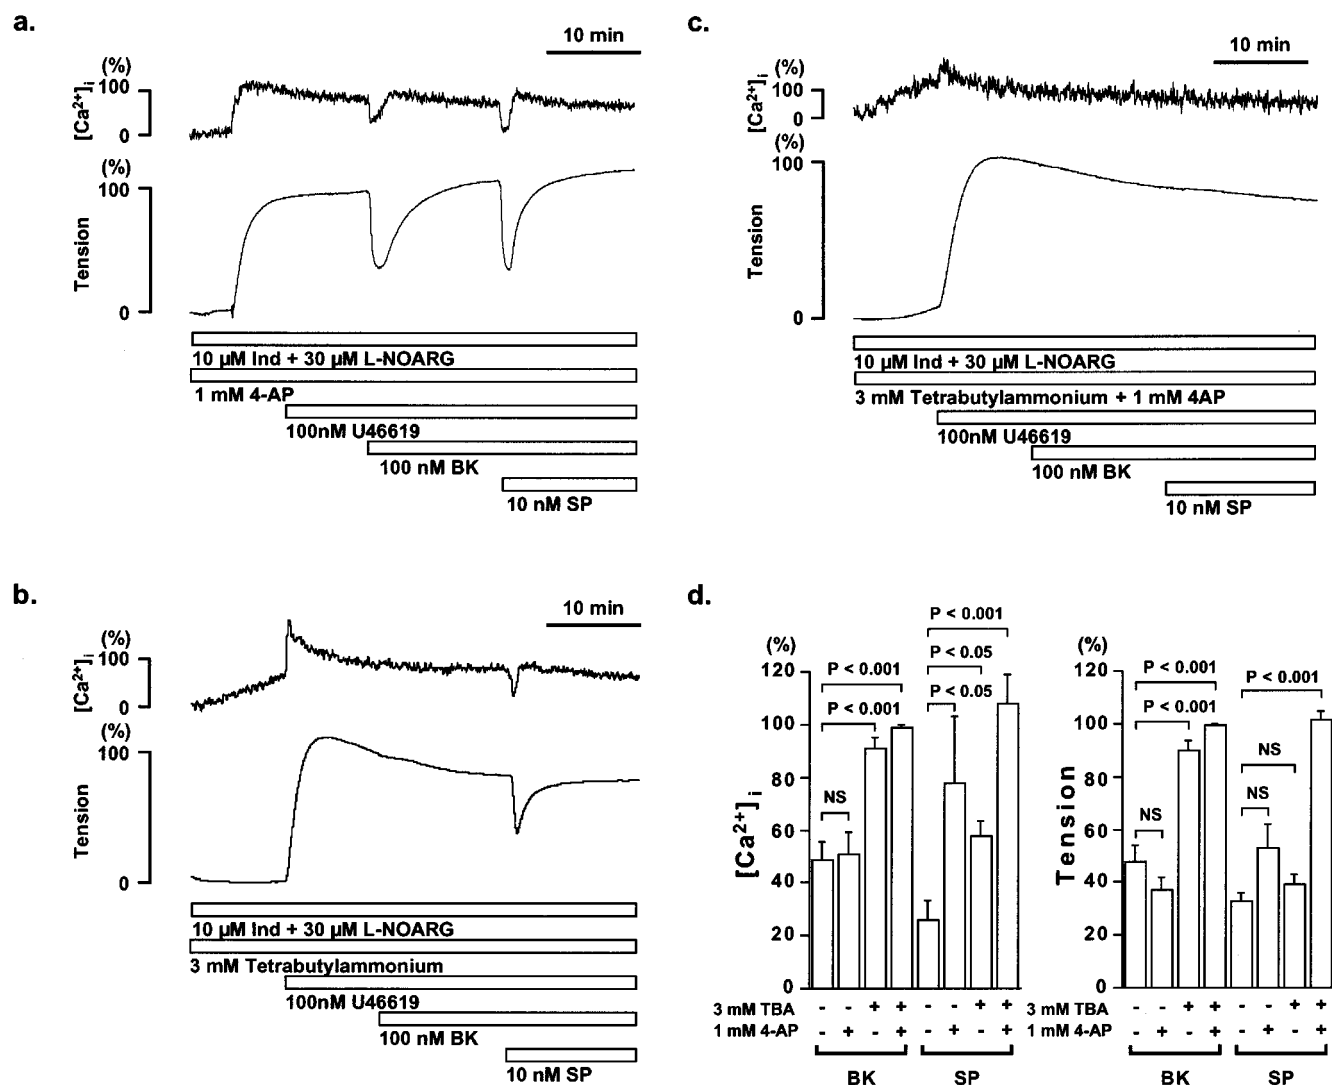 a.
10 min
(%)
100
0
[Ca2+]i
(%)
100
0
Tension
10 µM Ind + 30 µM L-NOARG
1 mM 4-AP
100nM U46619
100 nM BK
10 nM SP
c.
10 min
(%)
100
0
[Ca2+]i
(%)
100
0
Tension
10 µM Ind + 30 µM L-NOARG
3 mM Tetrabutylammonium + 1 mM 4AP
100nM U46619
100 nM BK
10 nM SP
b.
10 min
(%)
100
0
[Ca2+]i
(%)
100
0
Tension
10 µM Ind + 30 µM L-NOARG
3 mM Tetrabutylammonium
100nM U46619
100 nM BK
10 nM SP
d.
(%)
120
100
80
60
40
20
0
[Ca2+]i
P < 0.001
P < 0.001
NS
P < 0.001
P < 0.05
P < 0.05
3 mM TBA - - + + - - + +
1 mM 4-AP - + - + - + - +
BK SP
(%)
120
100
80
60
40
20
0
Tension
P < 0.001
P < 0.001
NS
P < 0.001
NS
NS
3 mM TBA - - + + - - + +
1 mM 4-AP - + - + - + - +
BK SP